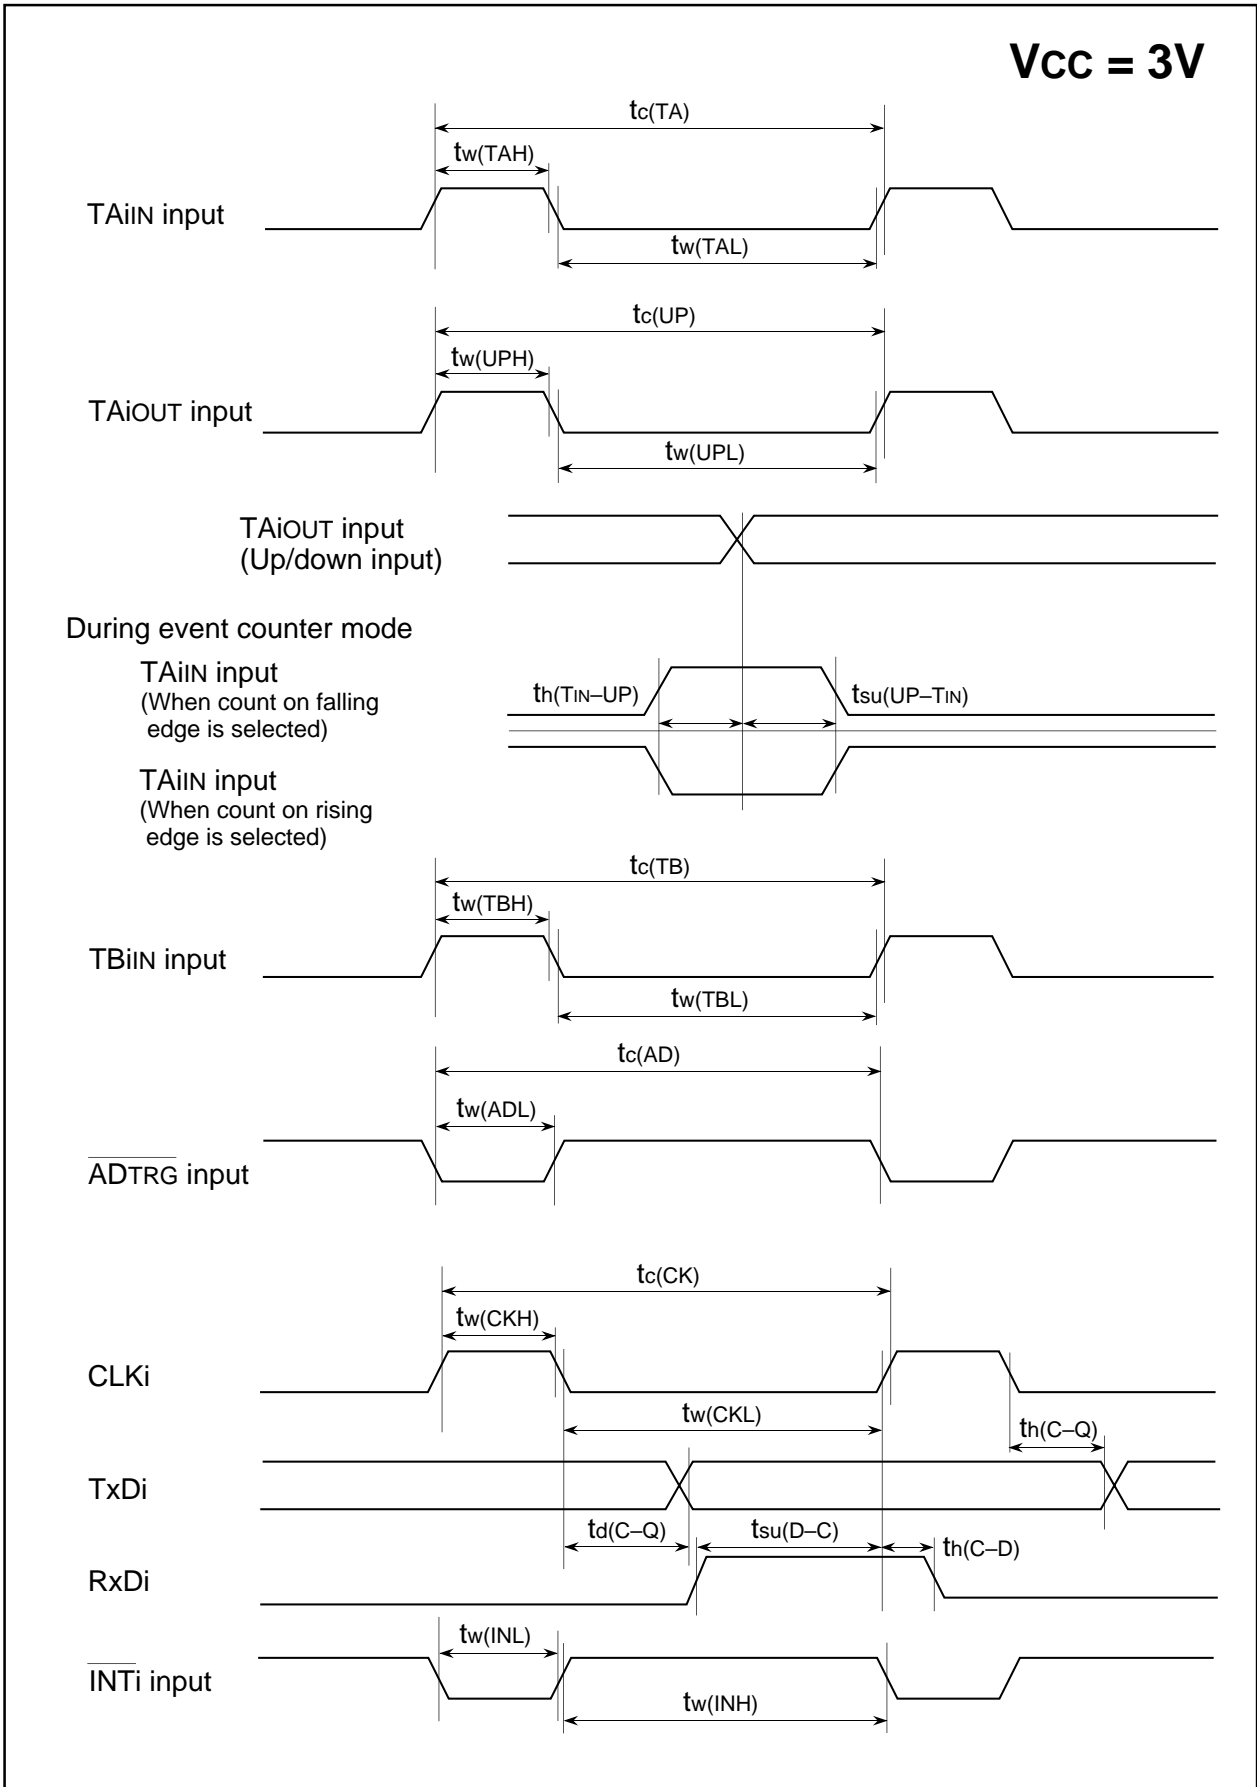 VCC = 3V
tc(TA)
tw(TAH)
TAiIN input
tw(TAL)
tc(UP)
tw(UPH)
TAiOUT input
tw(UPL)
TAiOUT input
(Up/down input)
During event counter mode
TAiIN input
(When count on falling
edge is selected)
th(TIN–UP)
tsu(UP–TIN)
TAiIN input
(When count on rising
edge is selected)
tc(TB)
tw(TBH)
TBiIN input
tw(TBL)
tc(AD)
tw(ADL)
ADTRG input
tc(CK)
tw(CKH)
CLKi
tw(CKL)
th(C–Q)
TxDi
td(C–Q)
tsu(D–C)
th(C–D)
RxDi
tw(INL)
INTi input
tw(INH)